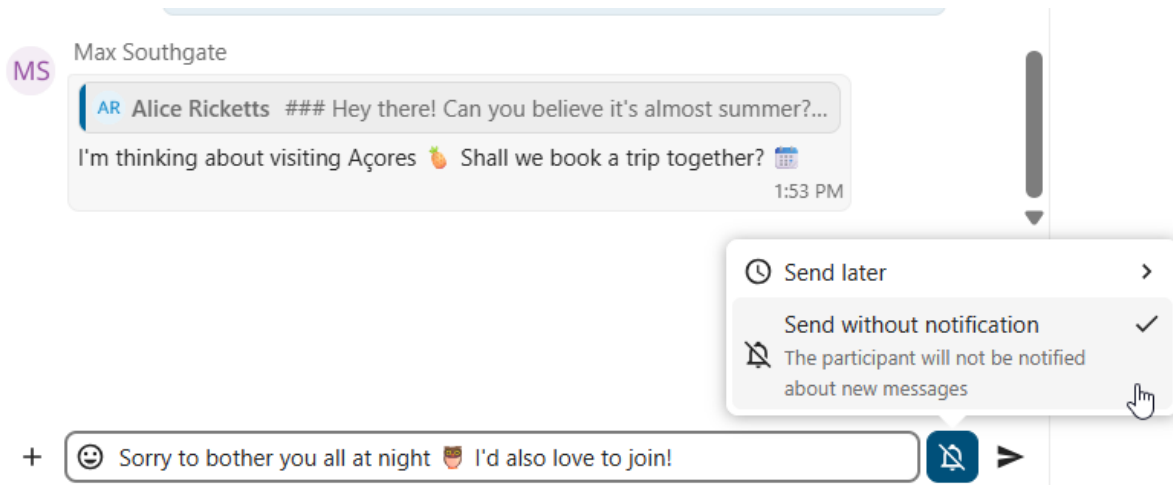 Max Southgate
MS
AR Alice Ricketts ### Hey there! Can you believe it's almost summer?...
I'm thinking about visiting Açores 🍍 Shall we book a trip together? 🗓️
1:53 PM
Send later
Send without notification
The participant will not be notified
about new messages
Sorry to bother you all at night 🦉 I'd also love to join!